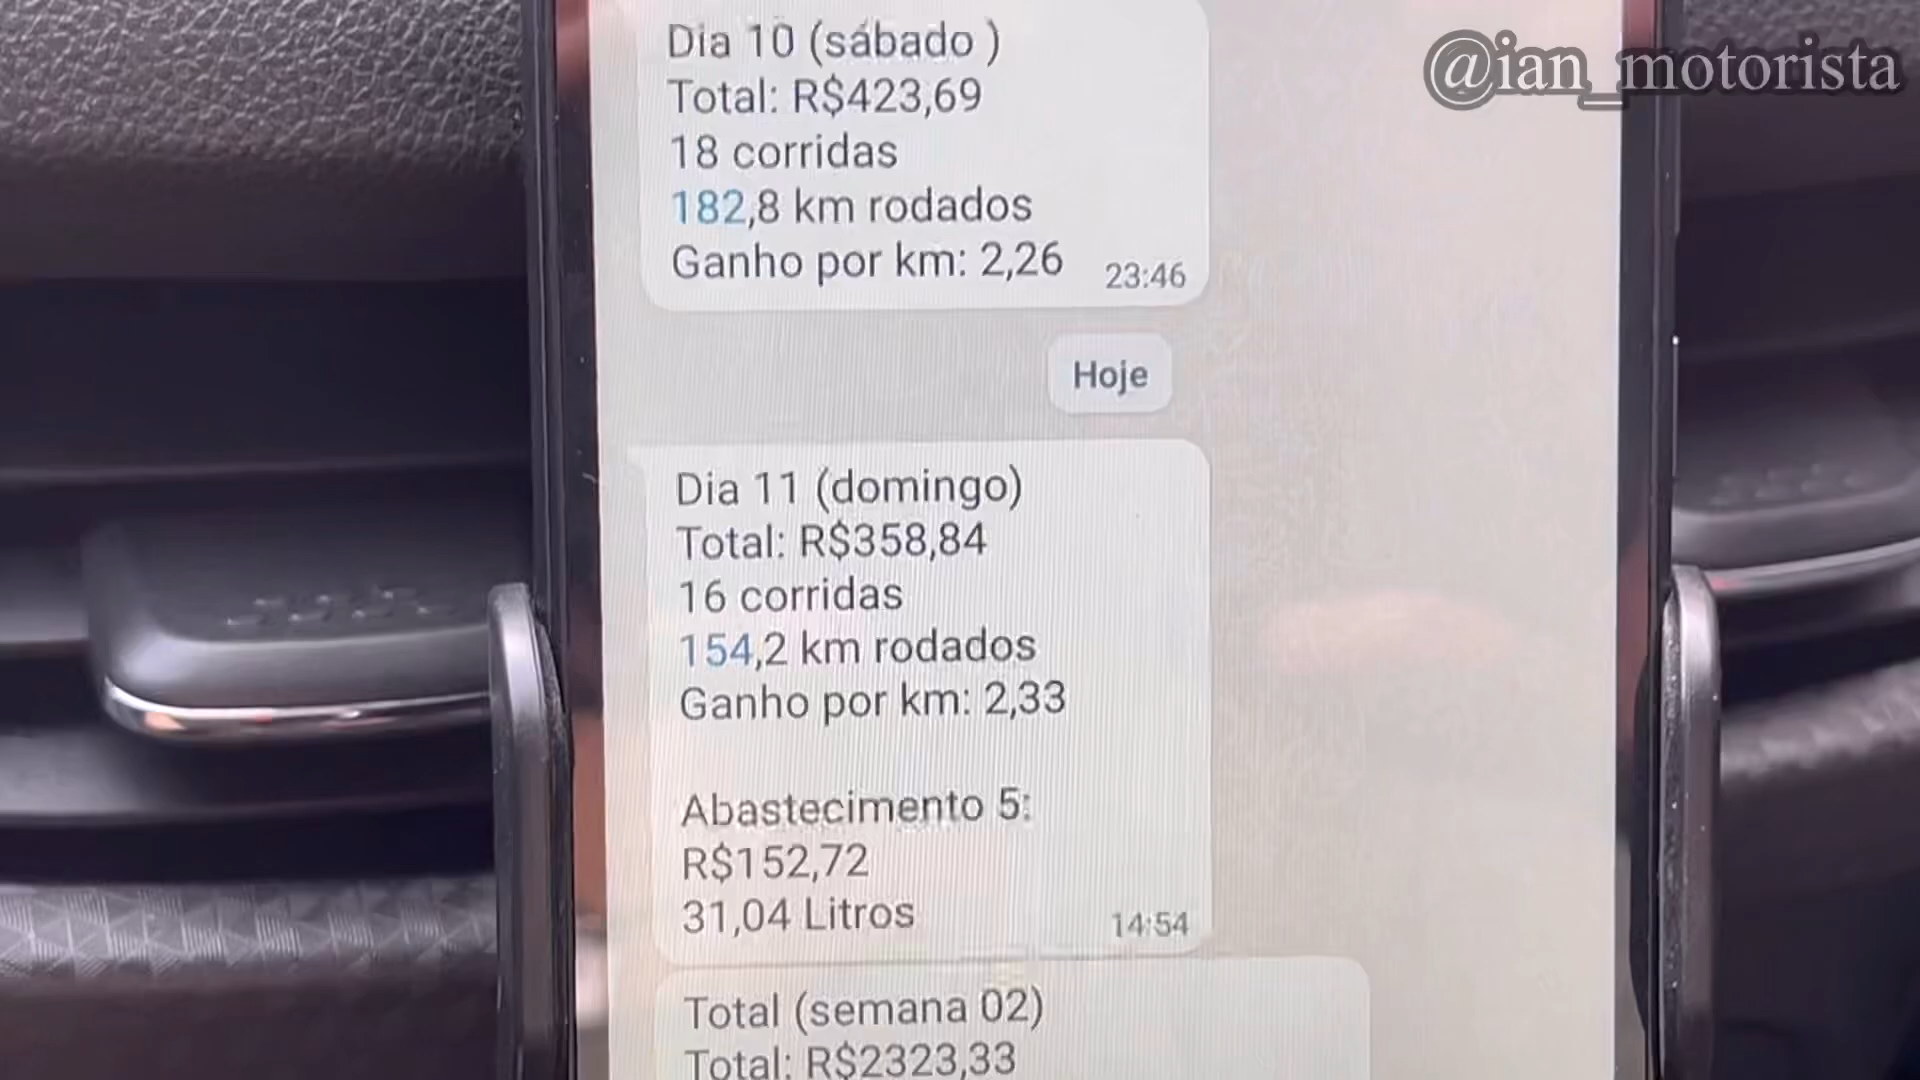 @ian_motorista
Dia 10 (sábado )
Total: R$423,69
18 corridas
182,8 km rodados
Ganho por km: 2,26
23:46
Hoje
Dia 11 (domingo)
Total: R$358,84
16 corridas
154,2 km rodados
Ganho por km: 2,33
Abastecimento 5:
R$152,72
31,04 Litros
14:54
Total (semana 02)
Total: R$2323,33